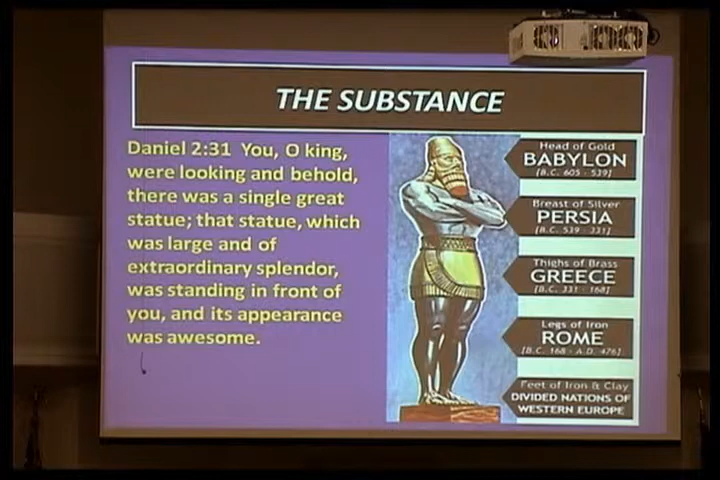 THE SUBSTANCE
Daniel 2:31 You, O king,
were looking and behold,
there was a single great
statue; that statue, which
was large and of
extraordinary splendor,
was standing in front of
you, and its appearance
was awesome.
Head of Gold
BABYLON
[B.C. 605 - 539]
Breast of Silver
PERSIA
[B.C. 539 - 331]
Thighs of Brass
GREECE
[B.C. 331 - 168]
Legs of Iron
ROME
[B.C. 168 - A.D. 476]
Feet of Iron & Clay
DIVIDED NATIONS OF
WESTERN EUROPE